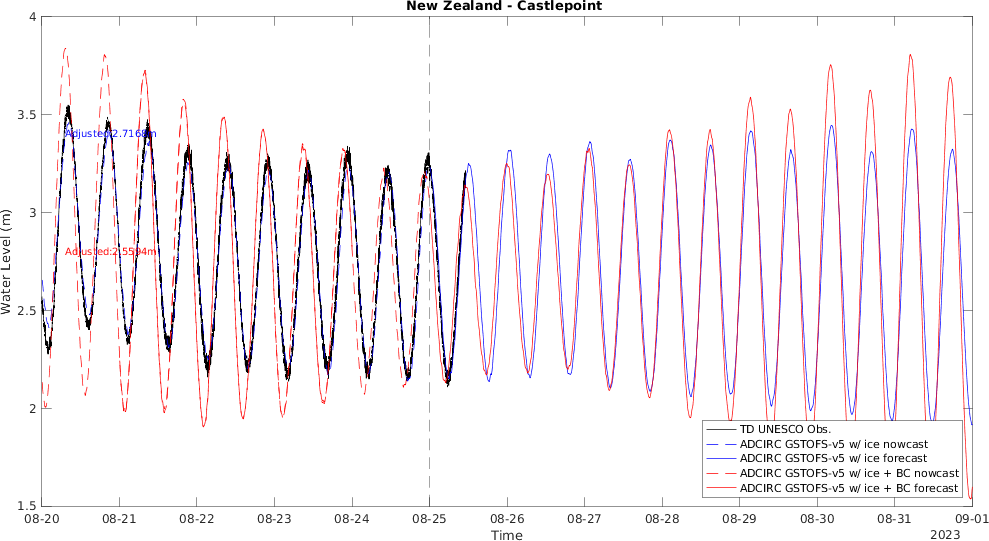 New Zealand - Castlepoint
Water Level (m)
4
3.5
3
2.5
2
1.5
Adjusted:2.7168m
Adjusted:2.5594m
TD UNESCO Obs.
ADCIRC GSTOFS-v5 w/ ice nowcast
ADCIRC GSTOFS-v5 w/ ice forecast
ADCIRC GSTOFS-v5 w/ ice + BC nowcast
ADCIRC GSTOFS-v5 w/ ice + BC forecast
08-20 08-21 08-22 08-23 08-24 08-25 08-26 08-27 08-28 08-29 08-30 08-31 09-01
Time
2023